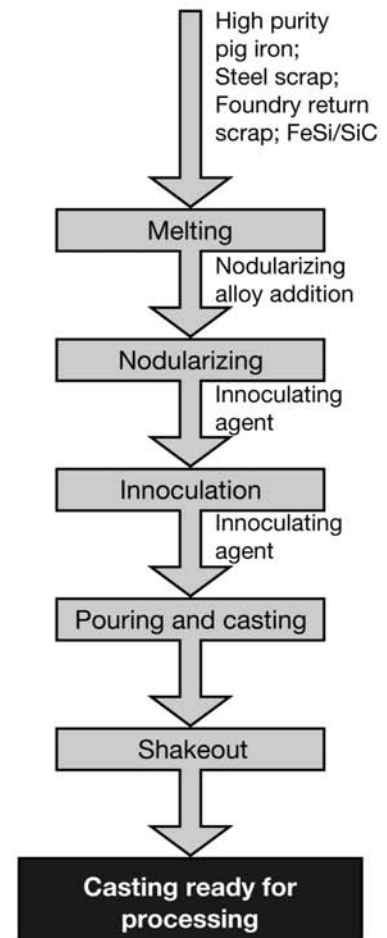 High purity
pig iron;
Steel scrap;
Foundry return
scrap; FeSi/SiC
Melting
Nodularizing
alloy addition
Nodularizing
Innoculating
agent
Innoculation
Innoculating
agent
Pouring and casting
Shakeout
Casting ready for
processing